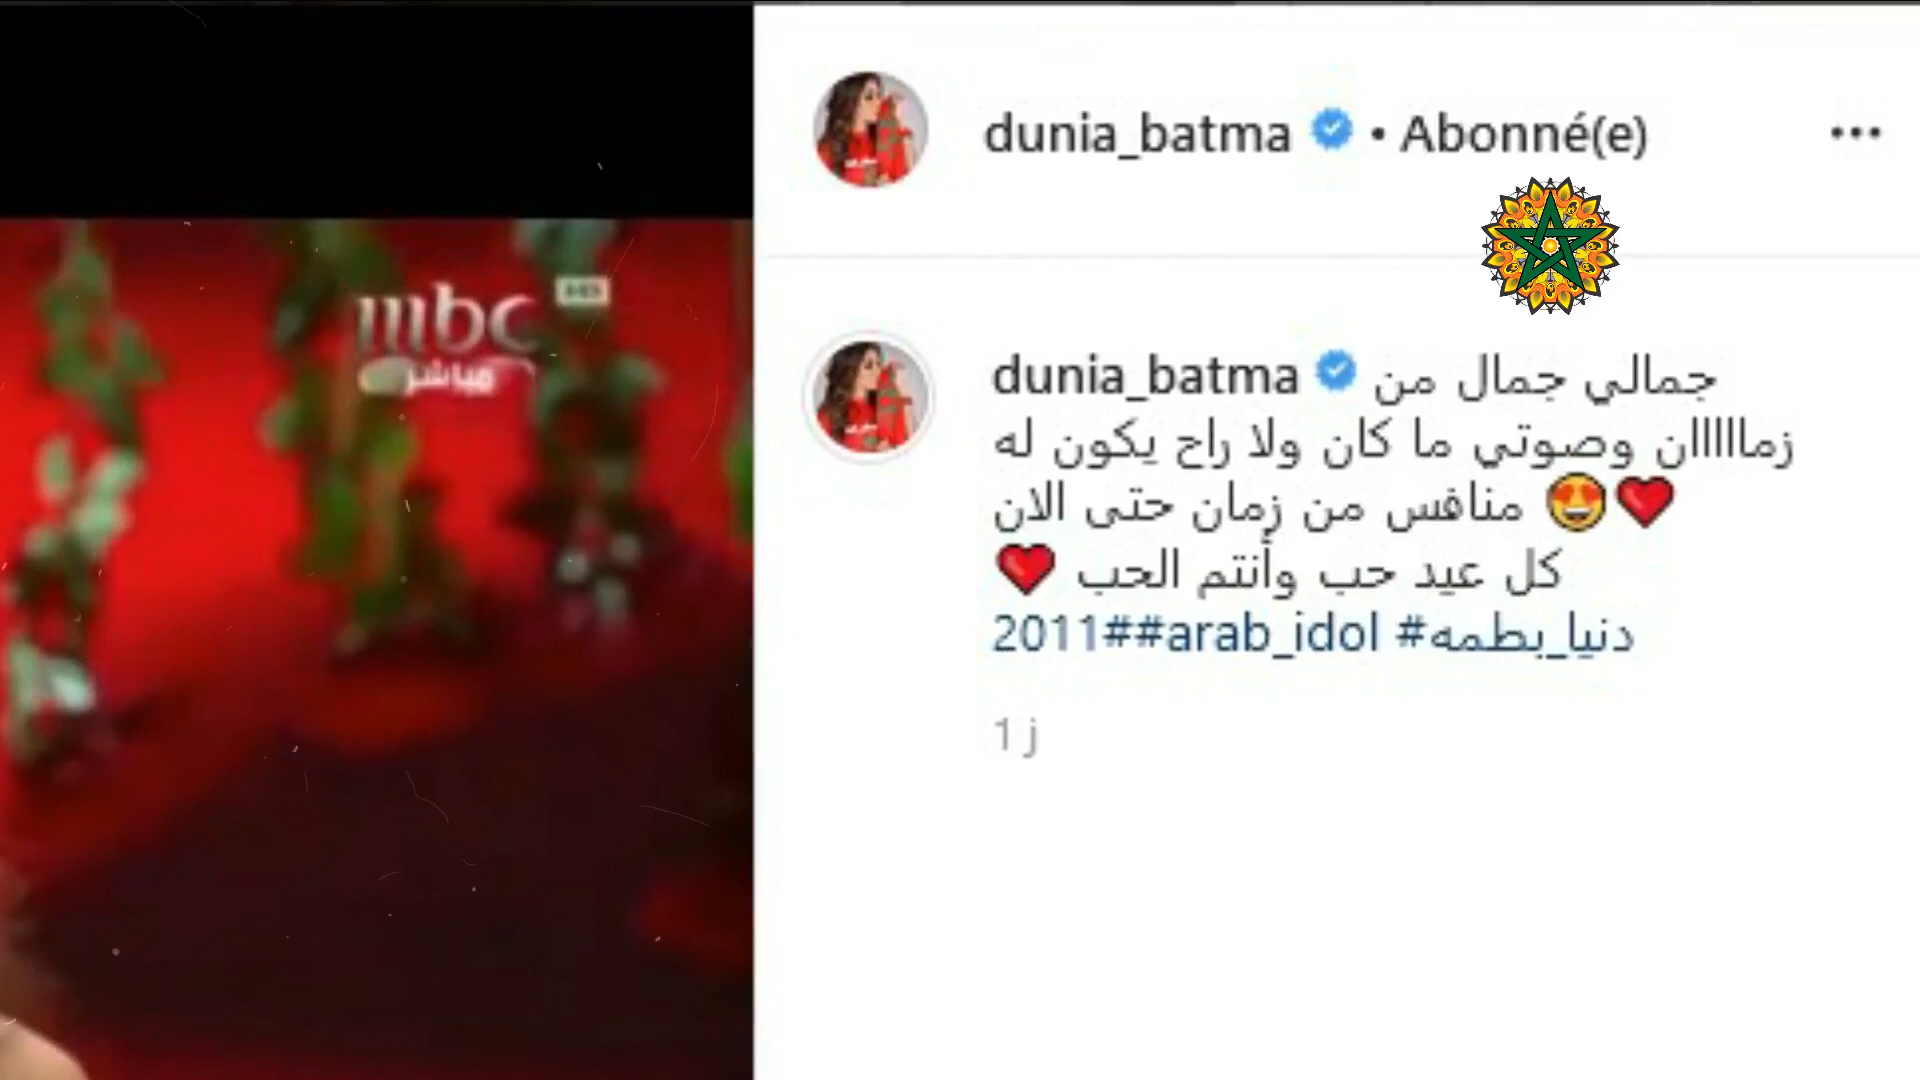 mbc
مباشر
dunia_batma • Abonné(e)
dunia_batma جمالي جمال من
زمااااان وصوتي ما كان ولا راح يكون له
منافس من زمان حتى الان 😍❤️
كل عيد حب وأنتم الحب ❤️
2011##arab_idol #دنيا_بطمه
1 j